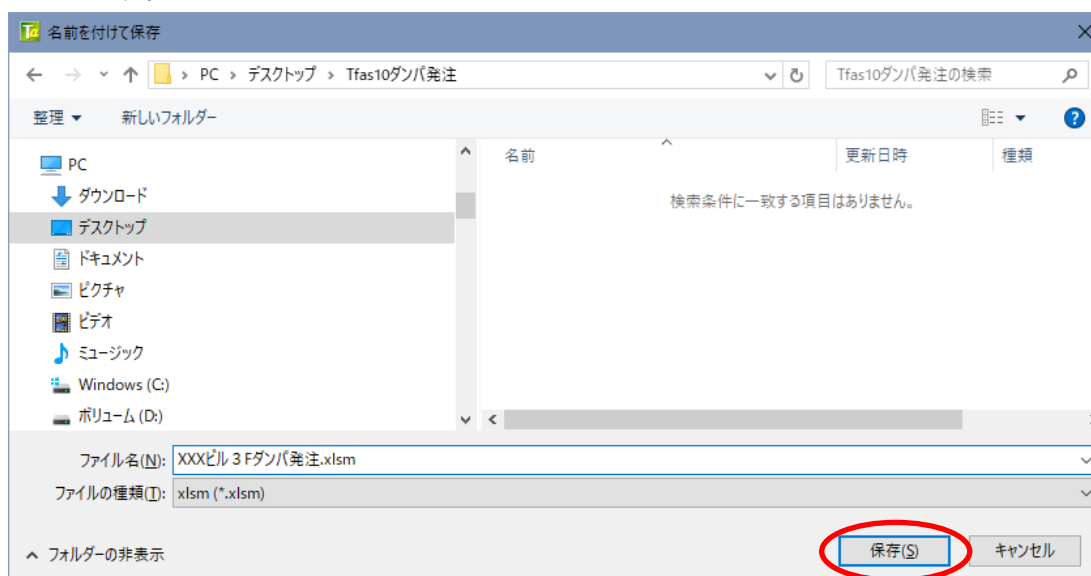 名前を付けて保存
PC › デスクトップ › Tfas10ダンパ発注
Tfas10ダンパ発注の検索
整理
新しいフォルダー
名前
更新日時
種類
検索条件に一致する項目はありません。
PC
ダウンロード
デスクトップ
ドキュメント
ピクチャ
ビデオ
ミュージック
Windows (C:)
ボリューム (D:)
ファイル名(N): XXXビル３Fダンパ発注.xlsm
ファイルの種類(T): xlsm (*.xlsm)
フォルダーの非表示
保存(S)
キャンセル